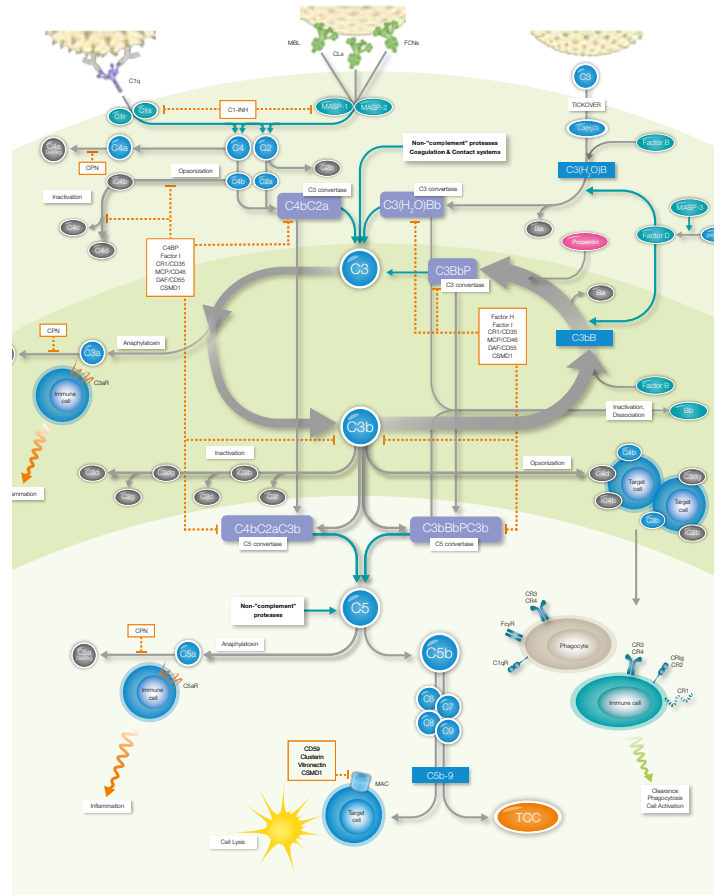 MBL
FCNs
CLs
C1q
C3
TICKOVER
C1r
C1s
C1-INH
MASP-1
MASP-2
C3(H₂O)
C4a
C4a
C4
C2
Non-"complement" proteases
Coagulation & Contact systems
Factor B
CPN
C2b
C3(H₂O)B
Opsonization
iC4b
C4b
C2a
C3 convertase
C3 convertase
Inactivation
C4bC2a
C3(H₂O)Bb
MASP-3
C4c
Ba
Factor D
C4d
Properdin
C4BP
Factor I
CR1/CD35
MCP/CD46
DAF/CD55
CSMD1
C3
C3BbP
C3 convertase
Ba
Factor H
Factor I
CR1/CD35
MCP/CD46
DAF/CD55
CSMD1
C3bB
CPN
Anaphylatoxin
C3a
C3aR
Immune
cell
Factor B
Inactivation,
Dissociation
Bb
C3b
Inactivation
Opsonization
C3d
C3dg
iC3b
C3g
C3c
C3f
C4b
C4d
Target
cell
C3dg
iC4b
C3b
Target
cell
iC3b
ammation
C4bC2aC3b
C5 convertase
C3bBbPC3b
C5 convertase
Non-"complement"
proteases
C5
CR3
CR4
FcγR
Phagocyte
C1qR
CR3
CR4
CRIg
CR2
CR1
Immune cell
CPN
Anaphylatoxin
C5a
C5a
C5aR
Immune
cell
C5b
C6
C7
C8
C9
CD59
Clusterin
Vitronectin
CSMD1
C5b-9
MAC
Inflammation
Clearance
Phagocytosis
Cell Activation
Target
cell
TCC
Cell Lysis